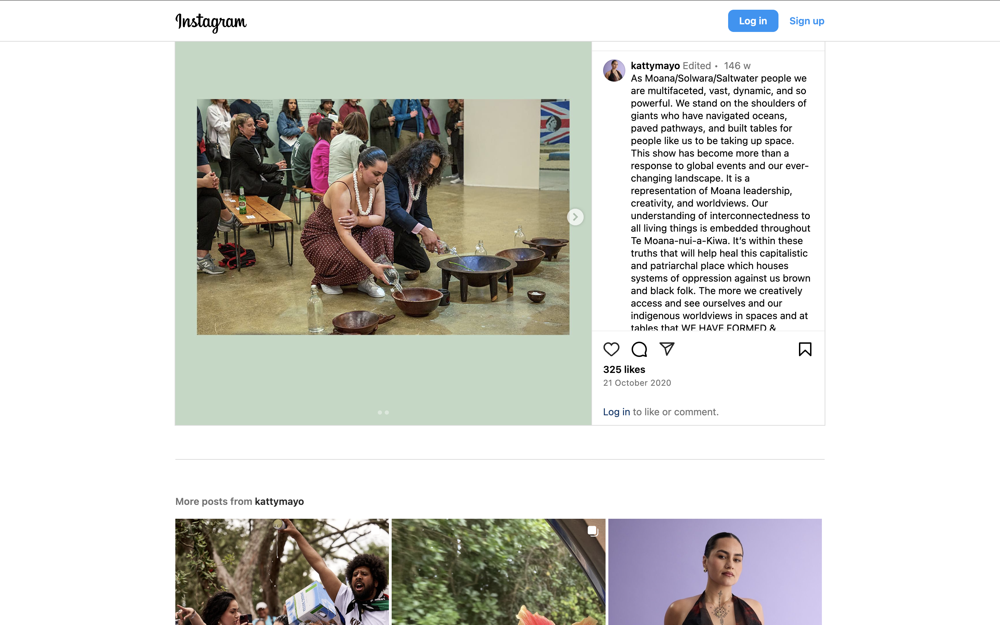 Instagram
Log in
Sign up
kattymayo Edited • 146 w
As Moana/Solwara/Saltwater people we
are multifaceted, vast, dynamic, and so
powerful. We stand on the shoulders of
giants who have navigated oceans,
paved pathways, and built tables for
people like us to be taking up space.
This show has become more than a
response to global events and our ever-
changing landscape. It is a
representation of Moana leadership,
creativity, and worldviews. Our
understanding of interconnectedness to
all living things is embedded throughout
Te Moana-nui-a-Kiwa. It’s within these
truths that will help heal this capitalistic
and patriarchal place which houses
systems of oppression against us brown
and black folk. The more we creatively
access and see ourselves and our
indigenous worldviews in spaces and at
tables that WE HAVE FORMED &
325 likes
21 October 2020
Log in to like or comment.
More posts from kattymayo